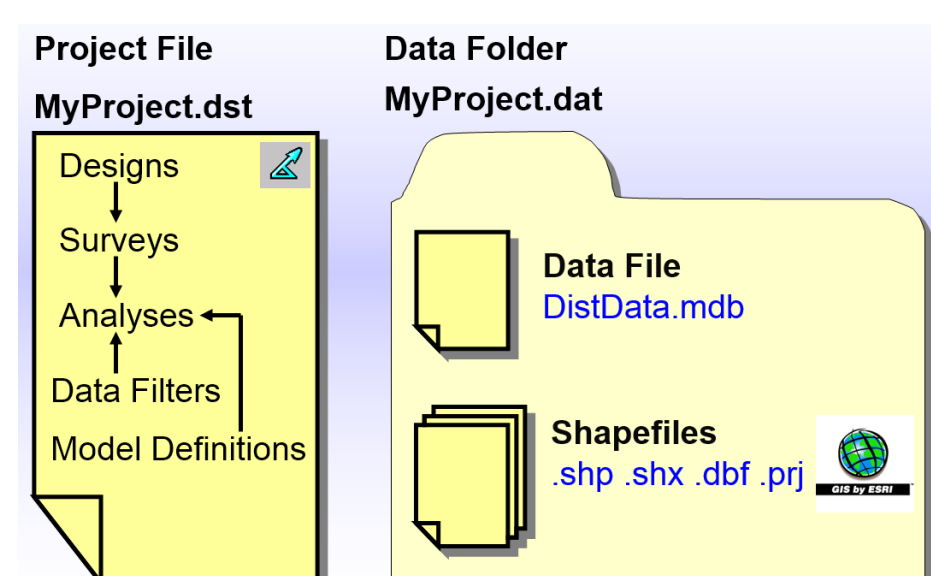 Project File
MyProject.dst
Designs
Surveys
Analyses
Data Filters
Model Definitions
Data Folder
MyProject.dat
Data File
DistData.mdb
Shapefiles
.shp .shx .dbf .prj
GIS by ESRI